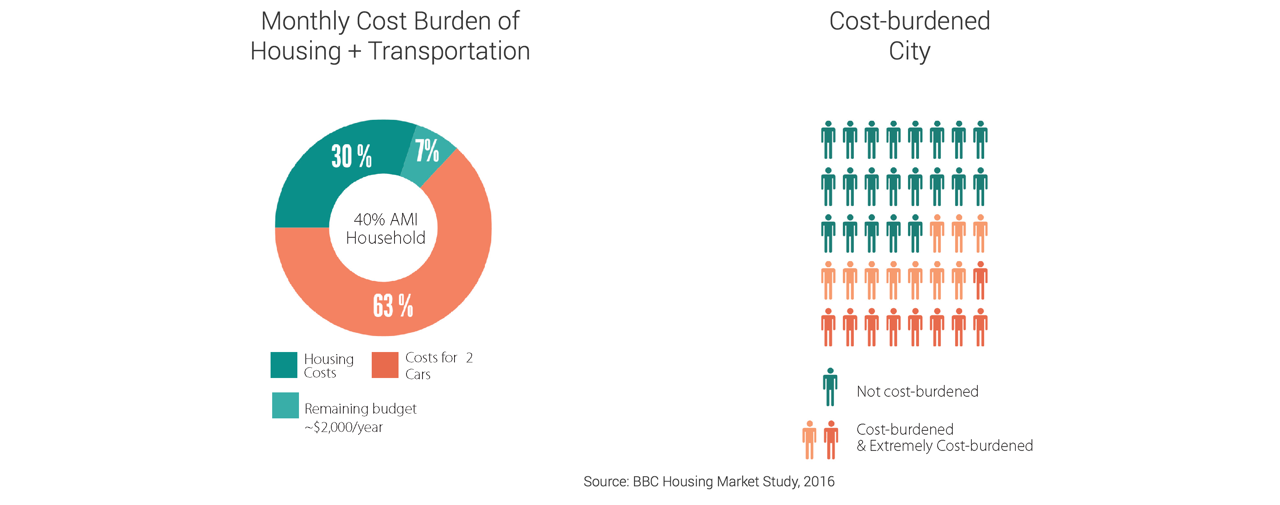 Monthly Cost Burden of
Housing + Transportation
30 %
7%
40% AMI
Household
63 %
Housing
Costs
Costs for 2
Cars
Remaining budget
~$2,000/year
Cost-burdened
City
Not cost-burdened
Cost-burdened
& Extremely Cost-burdened
Source: BBC Housing Market Study, 2016